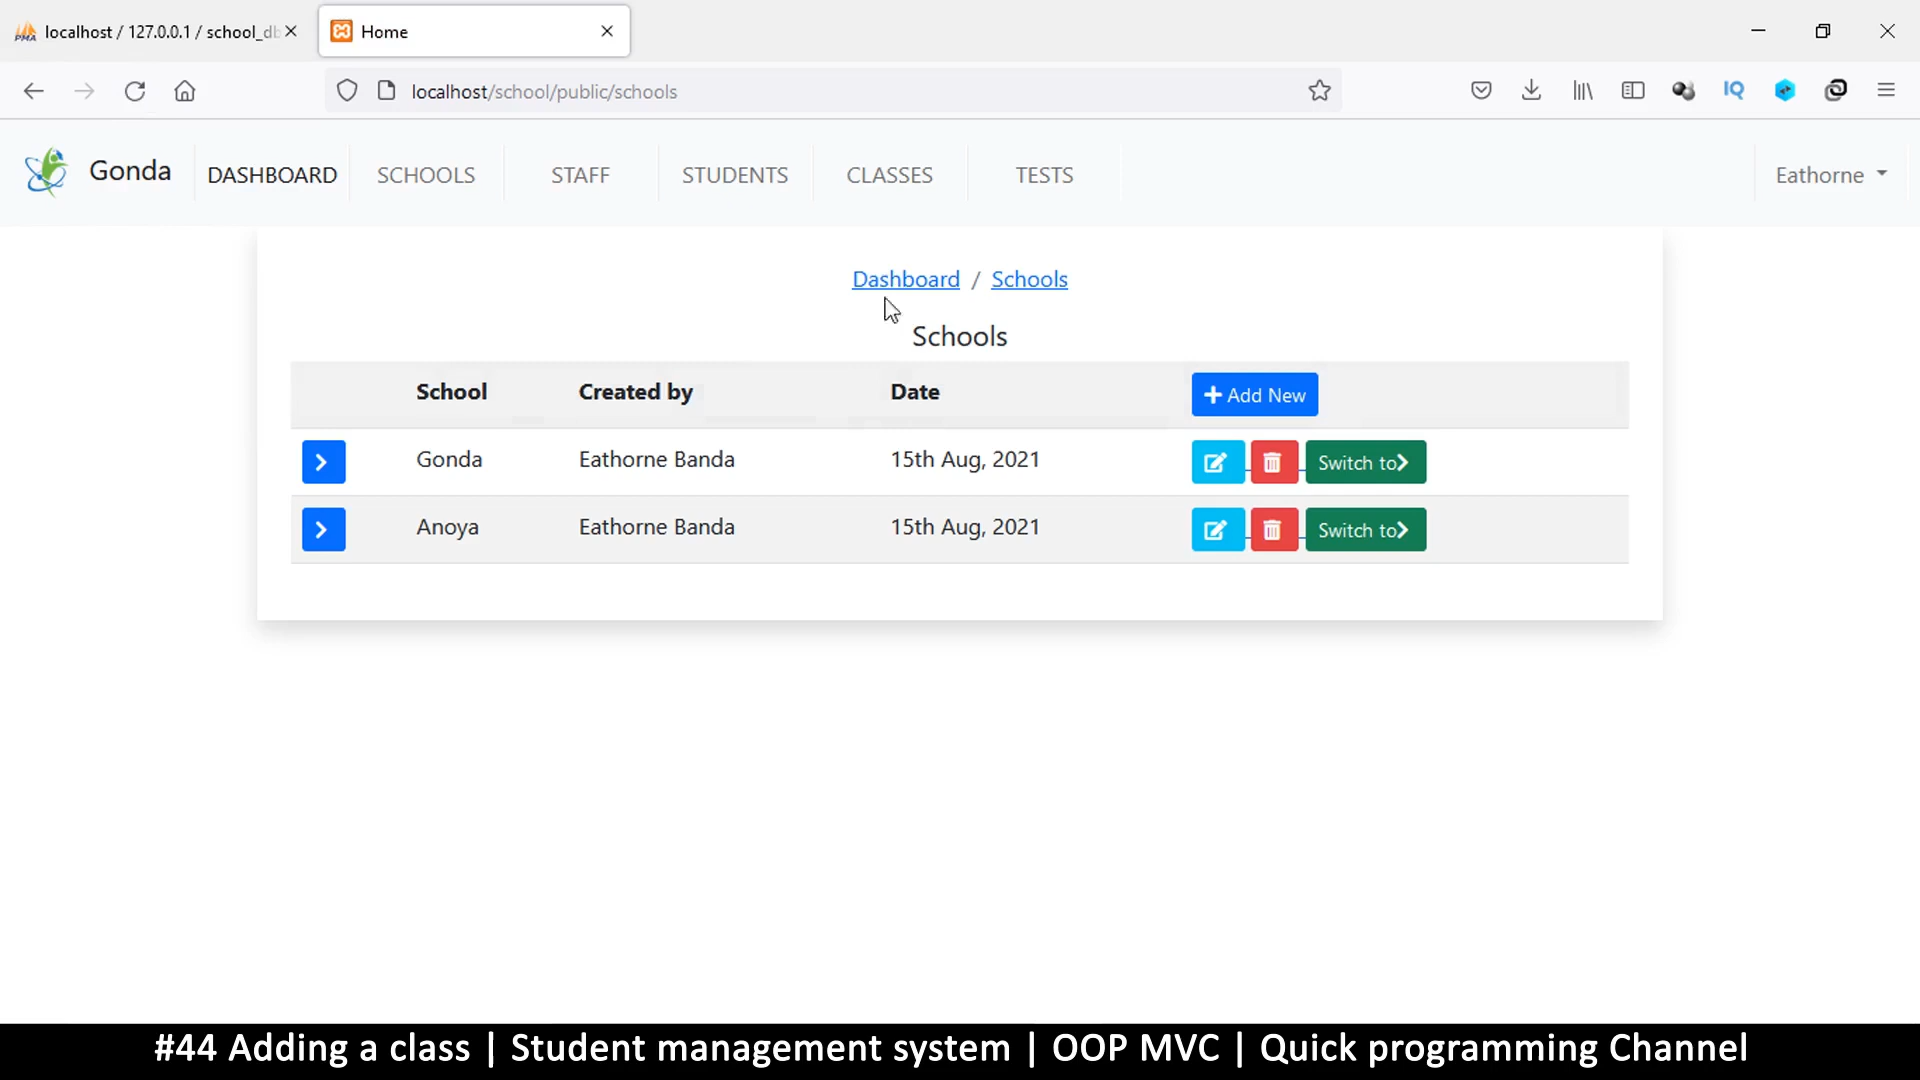 localhost / 127.0.0.1 / school_db
Home
localhost/school/public/schools
IQ
Gonda
DASHBOARD
SCHOOLS
STAFF
STUDENTS
CLASSES
TESTS
Eathorne
Dashboard / Schools
Schools
School Created by Date Add New
Gonda Eathorne Banda 15th Aug, 2021 Switch to
Anoya Eathorne Banda 15th Aug, 2021 Switch to
#44 Adding a class | Student management system | OOP MVC | Quick programming Channel